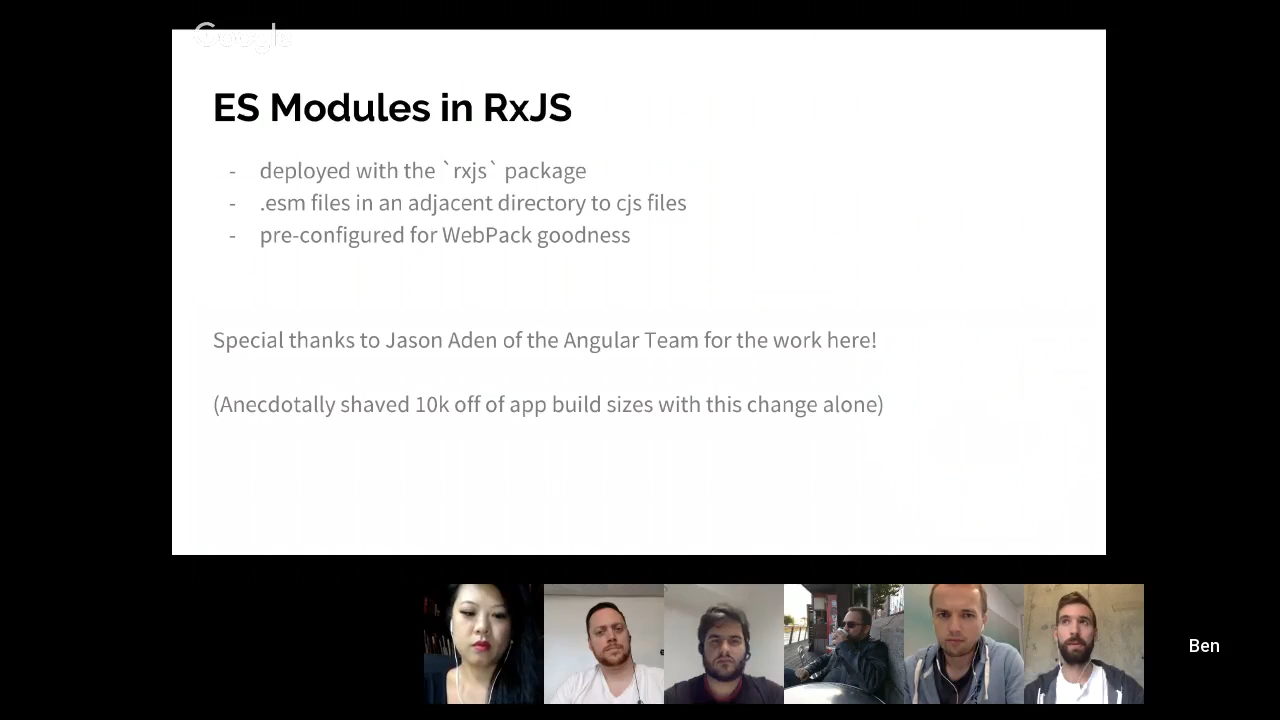 Google
ES Modules in RxJS
- deployed with the `rxjs` package
- .esm files in an adjacent directory to cjs files
- pre-configured for WebPack goodness
Special thanks to Jason Aden of the Angular Team for the work here!
(Anecdotally shaved 10k off of app build sizes with this change alone)
Ben